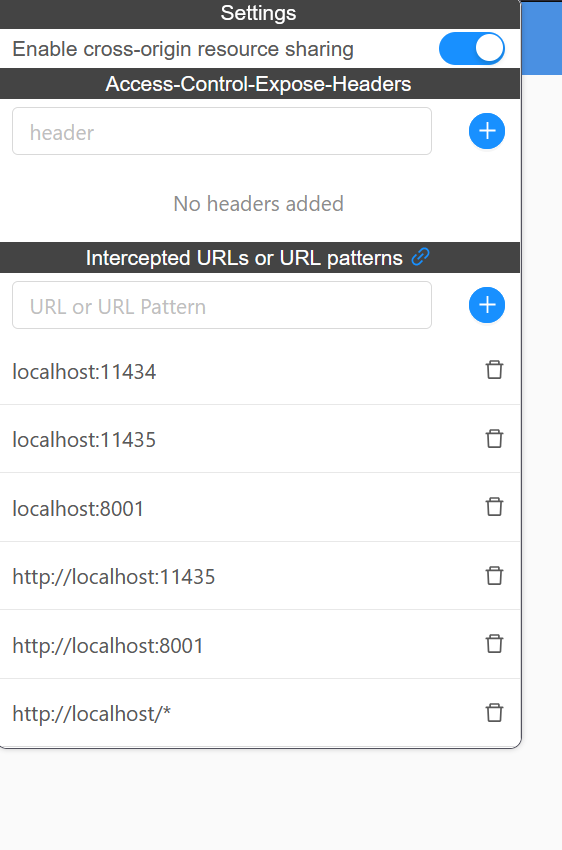 Settings
Enable cross-origin resource sharing
Access-Control-Expose-Headers
header
No headers added
Intercepted URLs or URL patterns
URL or URL Pattern
localhost:11434
localhost:11435
localhost:8001
http://localhost:11435
http://localhost:8001
http://localhost/*